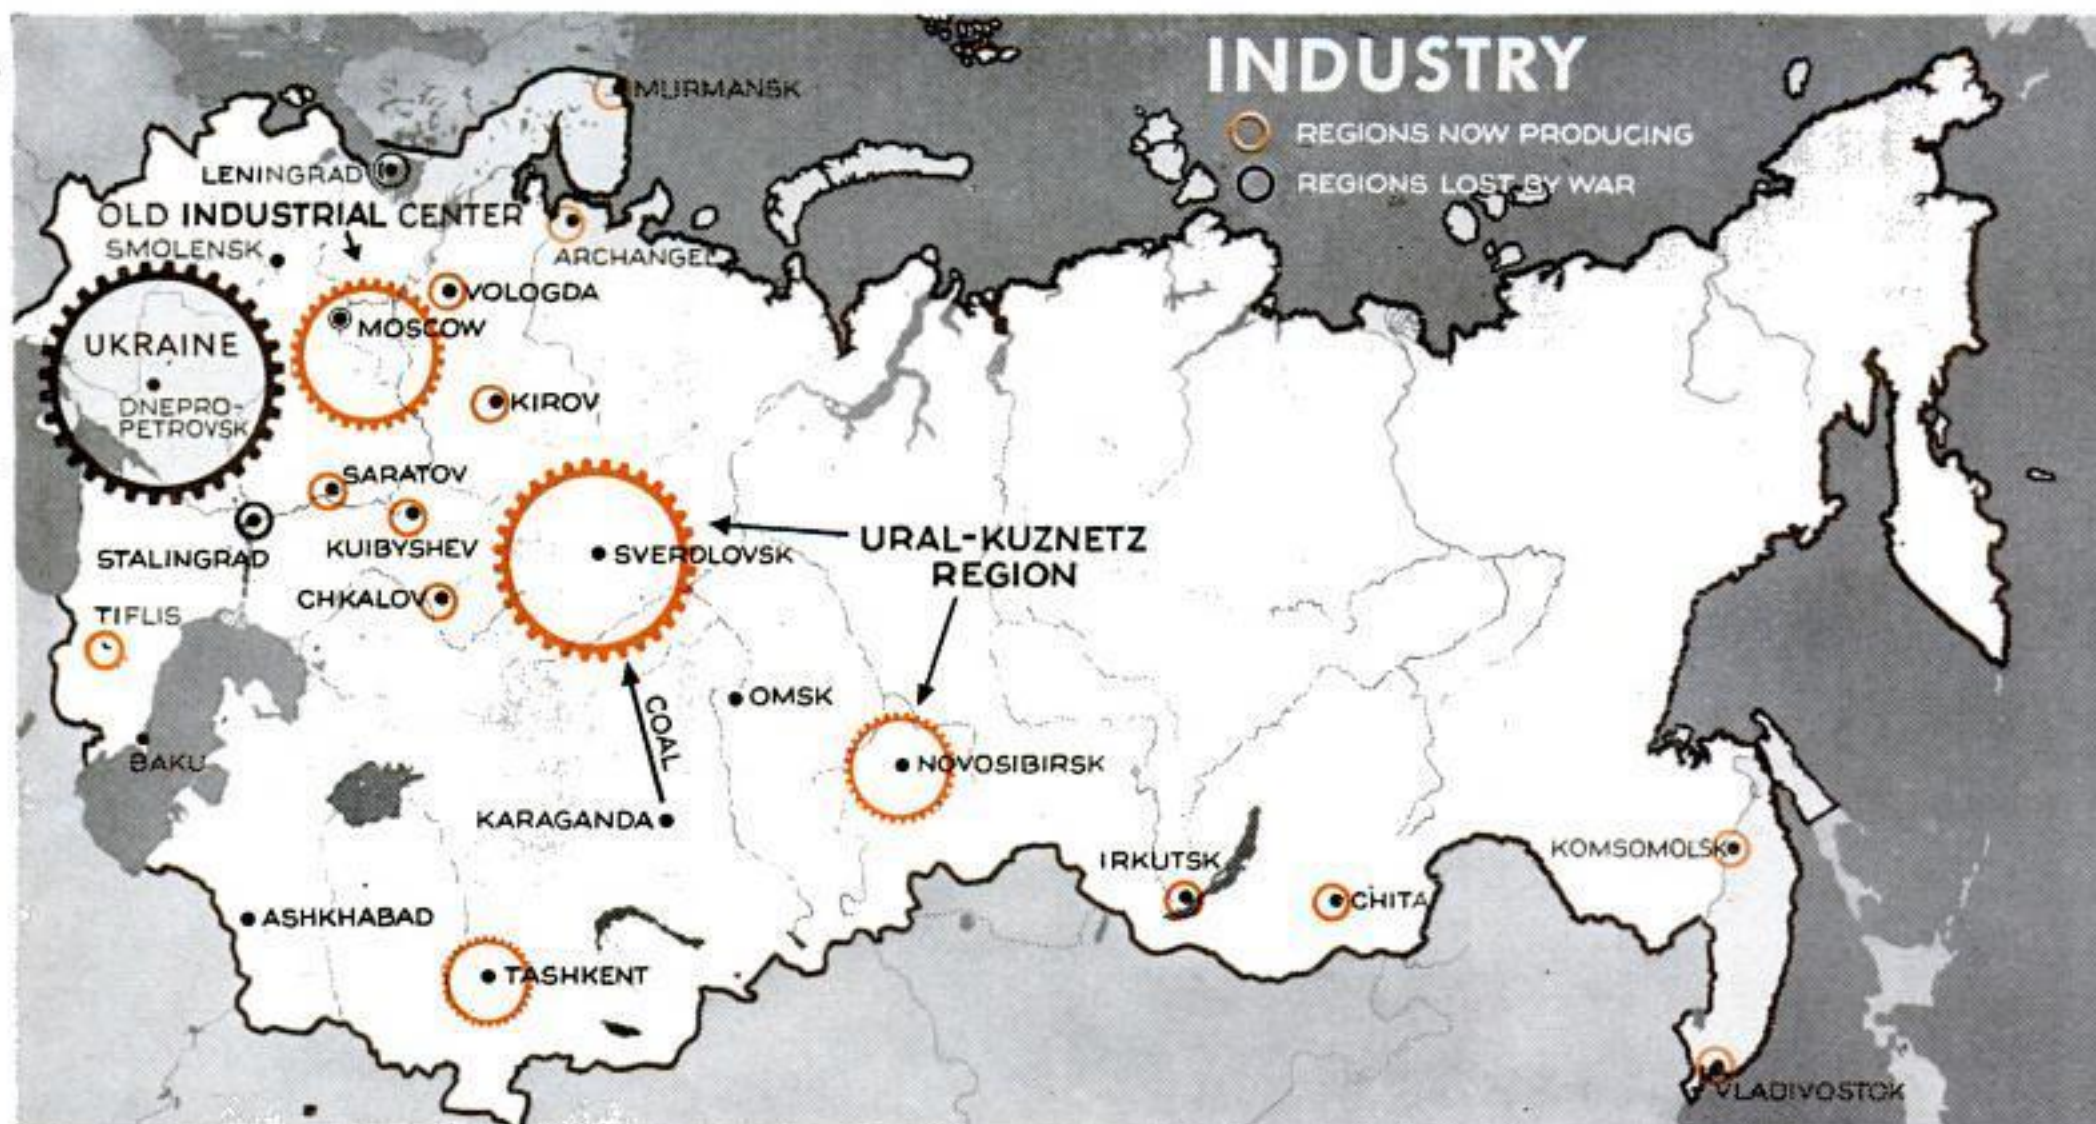 INDUSTRY
REGIONS NOW PRODUCING
REGIONS LOST BY WAR
MURMANSK
LENINGRAD
OLD INDUSTRIAL CENTER
SMOLENSK
ARCHANGEL
VOLOGDA
MOSCOW
UKRAINE
DNEPRO-
PETROVSK
KIROV
SARATOV
STALINGRAD
KUIBYSHEV
SVERDLOVSK
URAL-KUZNETZ
REGION
CHKALOV
TIFLIS
COAL
OMSK
BAKU
NOVOSIBIRSK
KARAGANDA
IRKUTSK
KOMSOMOLSK
CHITA
ASHKHABAD
TASHKENT
VLADIVOSTOK